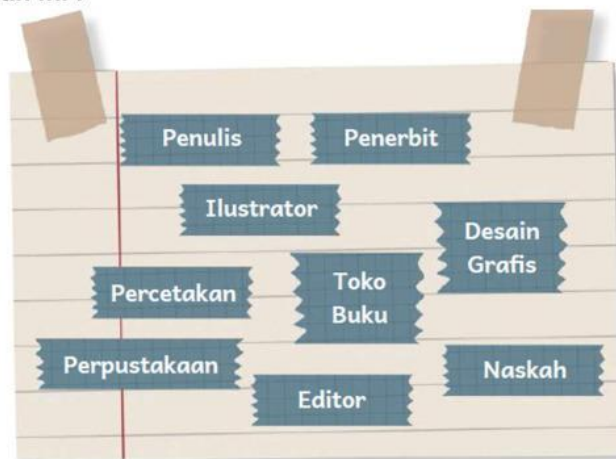 Penulis
Penerbit
Ilustrator
Desain
Grafis
Percetakan
Toko
Buku
Perpustakaan
Naskah
Editor